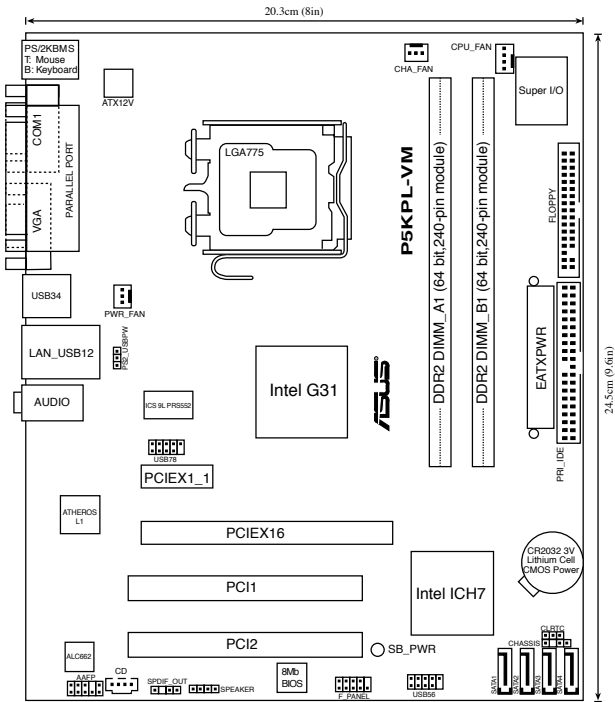 20.3cm (8in)
PS/2KBMS
T: Mouse
B: Keyboard
ATX12V
CHA_FAN
CPU_FAN
Super I/O
COM1
PARALLEL PORT
VGA
LGA775
P5KPL-VM
DDR2 DIMM_A1 (64 bit,240-pin module)
DDR2 DIMM_B1 (64 bit,240-pin module)
FLOPPY
24.5cm (9.6in)
USB34
PWR_FAN
PS2_USBPW
LAN_USB12
AUDIO
Intel G31
ASUS
EATXPWR
PRI_IDE
ICS 9L PRS552
USB78
PCIEX1_1
ATHEROS
L1
PCIEX16
CR2032 3V
Lithium Cell
CMOS Power
PCI1
Intel ICH7
PCI2
ALC662
AAFP
CD
SPDIF_OUT
SPEAKER
8Mb
BIOS
SB_PWR
F_PANEL
USB56
CLRTC
CHASSIS
SATA1
SATA2
SATA3
SATA4